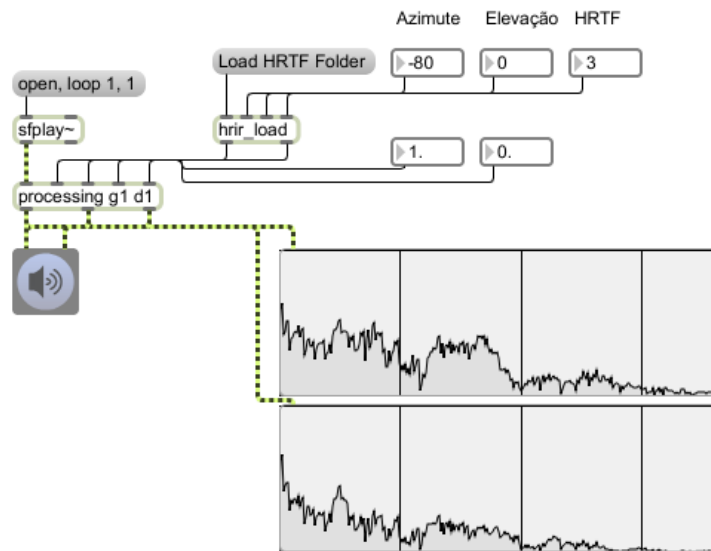 Azimute Elevação HRTF
Load HRTF Folder -80 0 3
open, loop 1, 1
sfplay~ hrir_load
1. 0.
processing g1 d1